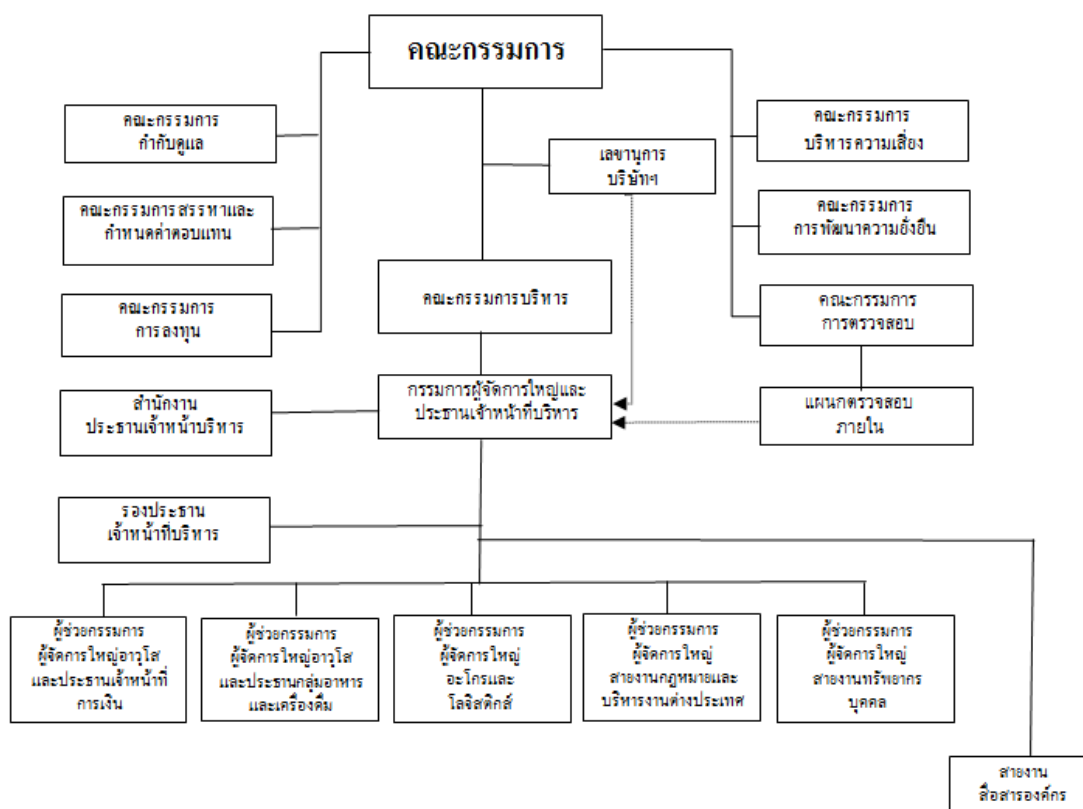 คณะกรรมการ
คณะกรรมการ
กำกับดูแล
คณะกรรมการ
บริหารความเสี่ยง
เลขานุการ
บริษัทฯ
คณะกรรมการสรรหาและ
กำหนดค่าตอบแทน
คณะกรรมการ
การพัฒนาความยั่งยืน
คณะกรรมการบริหาร
คณะกรรมการ
การลงทุน
คณะกรรมการ
การตรวจสอบ
สำนักงาน
ประธานเจ้าหน้าบริหาร
กรรมการผู้จัดการใหญ่และ
ประธานเจ้าหน้าที่บริหาร
แผนกตรวจสอบ
ภายใน
รองประธาน
เจ้าหน้าที่บริหาร
ผู้ช่วยกรรมการ
ผู้จัดการใหญ่อาวุโส
และประธานเจ้าหน้าที่
การเงิน
ผู้ช่วยกรรมการ
ผู้จัดการใหญ่อาวุโส
และประธานกลุ่มอาหาร
และเครื่องดื่ม
ผู้ช่วยกรรมการ
ผู้จัดการใหญ่
อะโกรและ
โลจิสติกส์
ผู้ช่วยกรรมการ
ผู้จัดการใหญ่
สายงานกฎหมายและ
บริหารงานต่างประเทศ
ผู้ช่วยกรรมการ
ผู้จัดการใหญ่
สายงานทรัพยากร
บุคคล
สายงาน
สื่อสารองค์กร